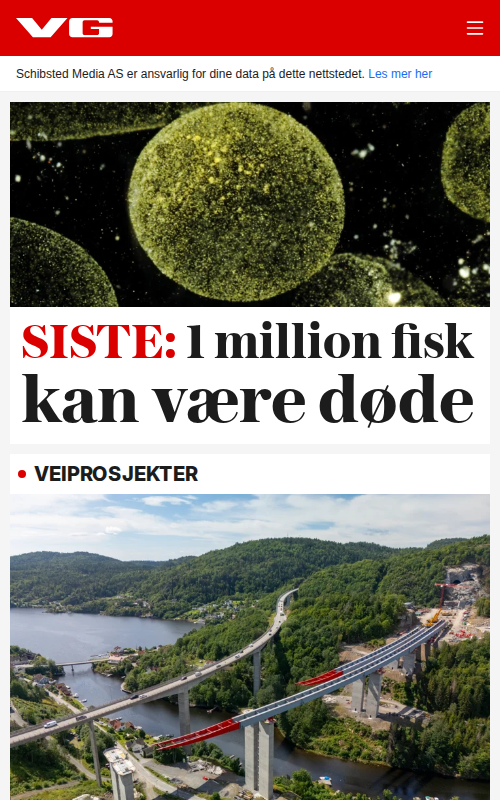 VG
Schibsted Media AS er ansvarlig for dine data på dette nettstedet. Les mer her
SISTE: 1 million fisk
kan være døde
VEIPROSJEKTER